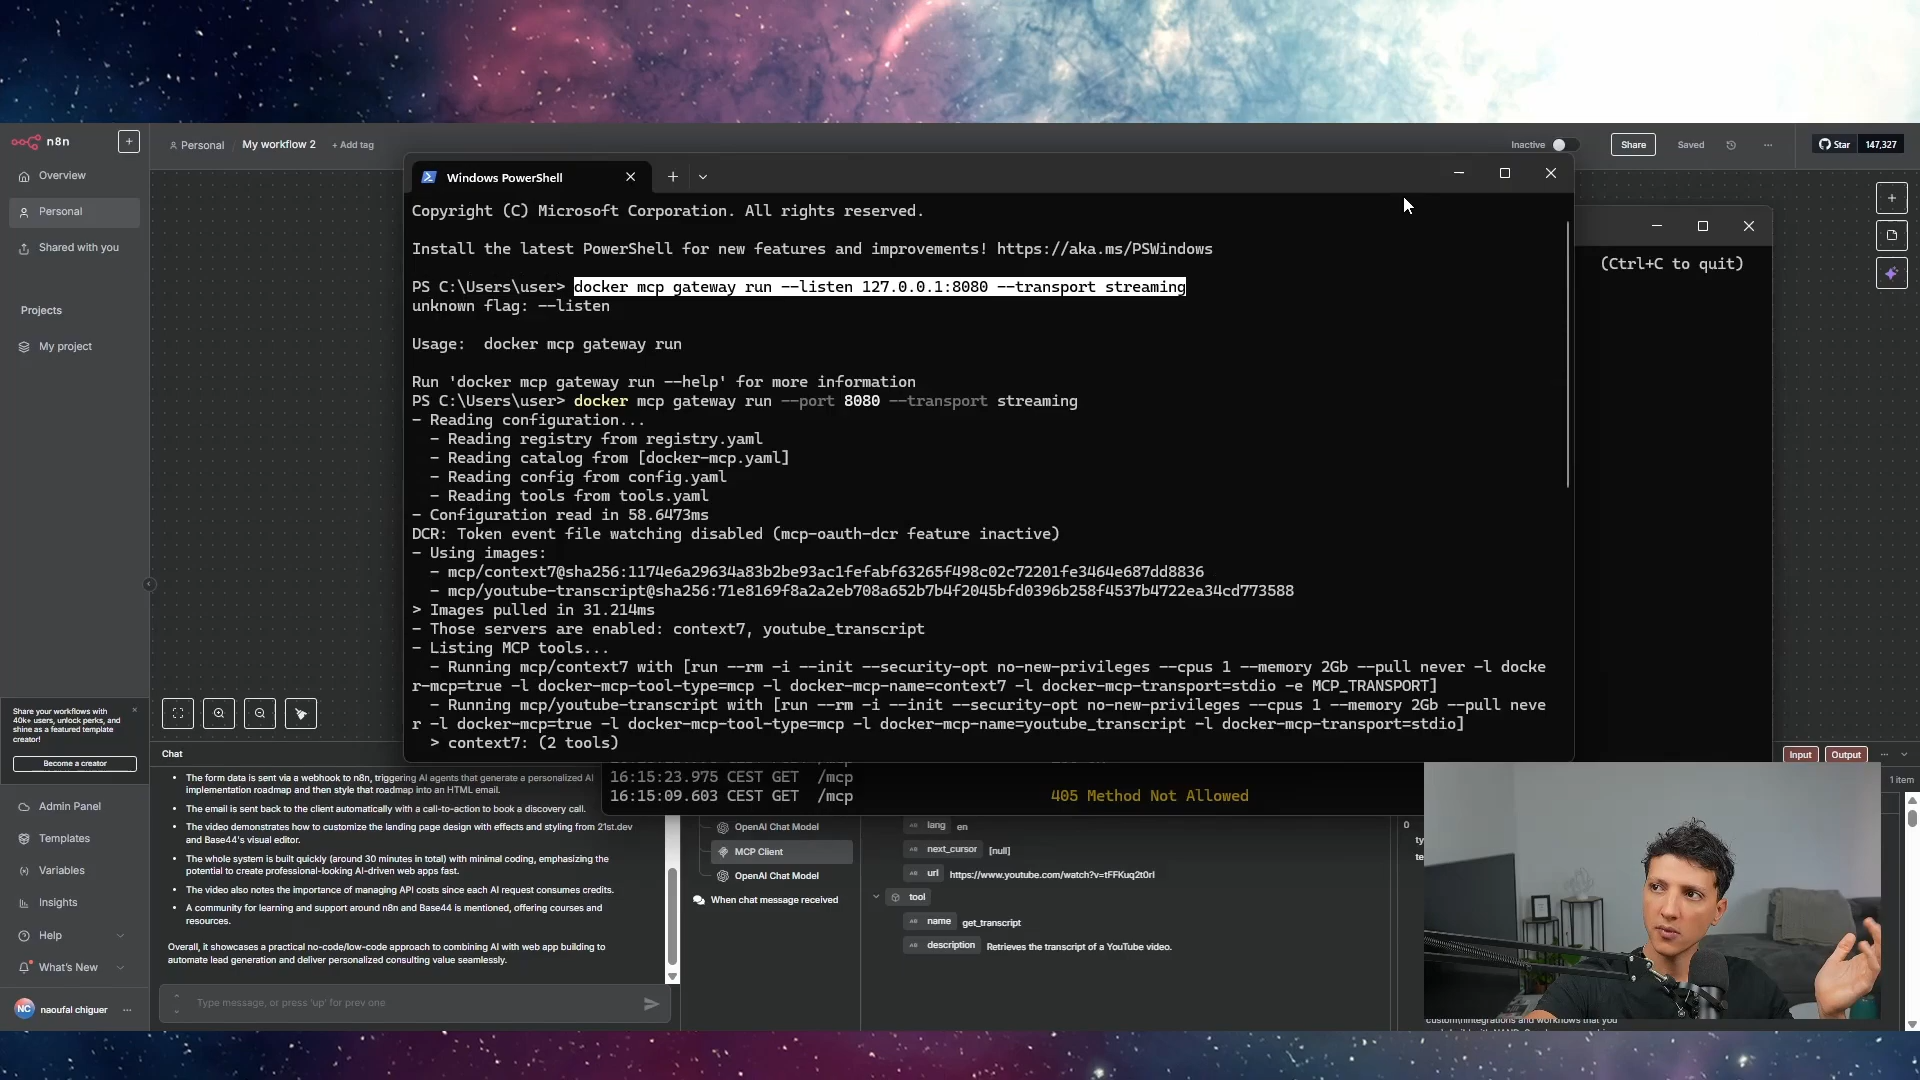 n8n
Personal
My workflow 2
+ Add tag
Inactive
Share
Saved
Star
147,327
Overview
Personal
Shared with you
Projects
My project
Windows PowerShell
Copyright (C) Microsoft Corporation. All rights reserved.
Install the latest PowerShell for new features and improvements! https://aka.ms/PSWindows
PS C:\Users\user> docker mcp gateway run --listen 127.0.0.1:8080 --transport streaming
unknown flag: --listen
Usage:  docker mcp gateway run
Run 'docker mcp gateway run --help' for more information
PS C:\Users\user> docker mcp gateway run --port 8080 --transport streaming
- Reading configuration...
- Reading registry from registry.yaml
- Reading catalog from [docker-mcp.yaml]
- Reading config from config.yaml
- Reading tools from tools.yaml
- Configuration read in 58.6473ms
DCR: Token event file watching disabled (mcp-oauth-dcr feature inactive)
- Using images:
- mcp/context7@sha256:1174e6a29634a83b2be93ac1fefabf63265f498c02c72201fe3464e687dd8836
- mcp/youtube-transcript@sha256:71e8169f8a2a2eb708a652b7b4f2045bfd0396b258f4537b4722ea34cd773588
> Images pulled in 31.214ms
- Those servers are enabled: context7, youtube_transcript
- Listing MCP tools...
- Running mcp/context7 with [run --rm -i --init --security-opt no-new-privileges --cpus 1 --memory 2Gb --pull never -l docke
r-mcp=true -l docker-mcp-tool-type=mcp -l docker-mcp-name=context7 -l docker-mcp-transport=stdio -e MCP_TRANSPORT]
- Running mcp/youtube-transcript with [run --rm -i --init --security-opt no-new-privileges --cpus 1 --memory 2Gb --pull neve
r -l docker-mcp=true -l docker-mcp-tool-type=mcp -l docker-mcp-name=youtube_transcript -l docker-mcp-transport=stdio]
> context7: (2 tools)
(Ctrl+C to quit)
16:15:23.975 CEST GET  /mcp
16:15:09.603 CEST GET  /mcp
405 Method Not Allowed
Share your workflows with
40k+ users, unlock perks, and
shine as a featured template
creator!
Become a creator
Admin Panel
Templates
Variables
Insights
Help
What's New
NC
naoufal chiguer
Chat
• The form data is sent via a webhook to n8n, triggering AI agents that generate a personalized AI
implementation roadmap and then style that roadmap into an HTML email.
• The email is sent back to the client automatically with a call-to-action to book a discovery call.
• The video demonstrates how to customize the landing page design with effects and styling from 21st.dev
and Base44's visual editor.
• The whole system is built quickly (around 30 minutes in total) with minimal coding, emphasizing the
potential to create professional-looking AI-driven web apps fast.
• The video also notes the importance of managing API costs since each AI request consumes credits.
• A community for learning and support around n8n and Base44 is mentioned, offering courses and
resources.
Overall, it showcases a practical no-code/low-code approach to combining AI with web app building to
automate lead generation and deliver personalized consulting value seamlessly.
Type message, or press 'up' for prev one
OpenAI Chat Model
MCP Client
OpenAI Chat Model
When chat message received
lang
en
next_cursor
[null]
url
tool
name
get_transcript
description
Retrieves the transcript of a YouTube video.
Input
Output
1 item
0